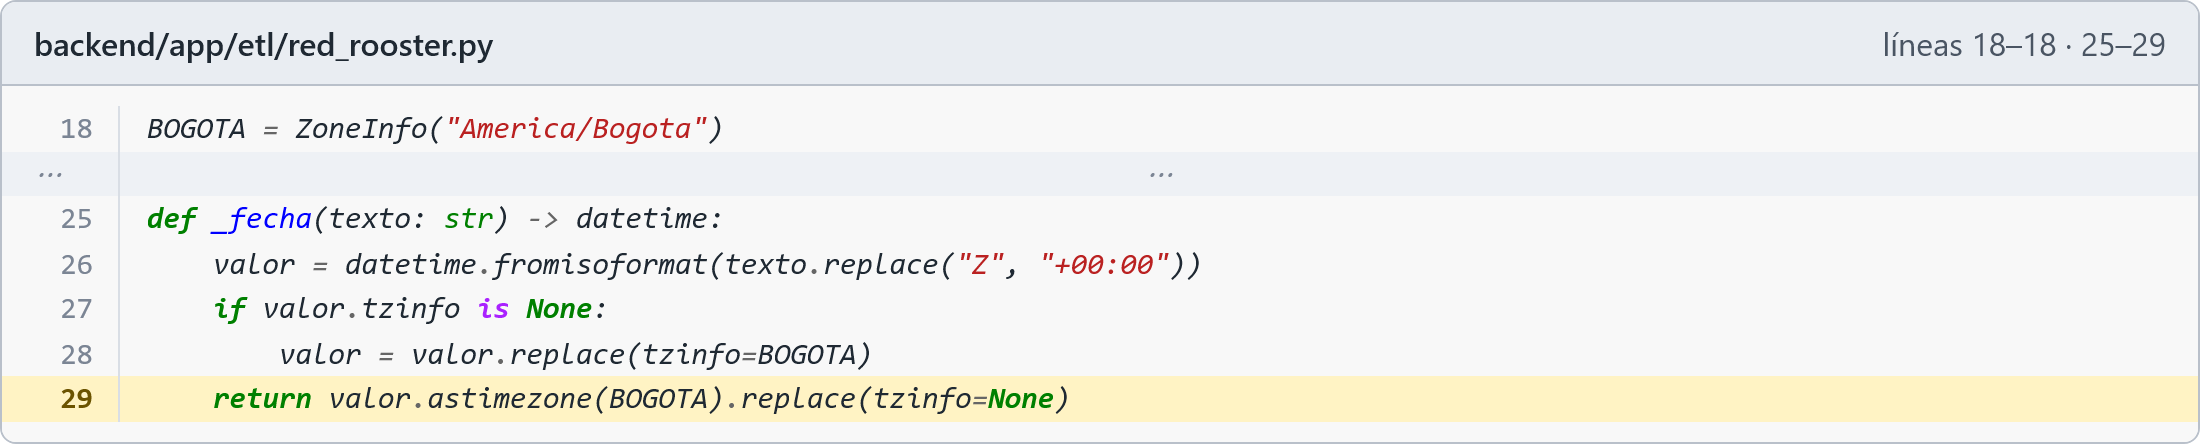 backend/app/etl/red_rooster.py
líneas 18–18 · 25–29
18 BOGOTA = ZoneInfo("America/Bogota")
... ...
25 def _fecha(texto: str) -> datetime:
26     valor = datetime.fromisoformat(texto.replace("Z", "+00:00"))
27     if valor.tzinfo is None:
28         valor = valor.replace(tzinfo=BOGOTA)
29     return valor.astimezone(BOGOTA).replace(tzinfo=None)